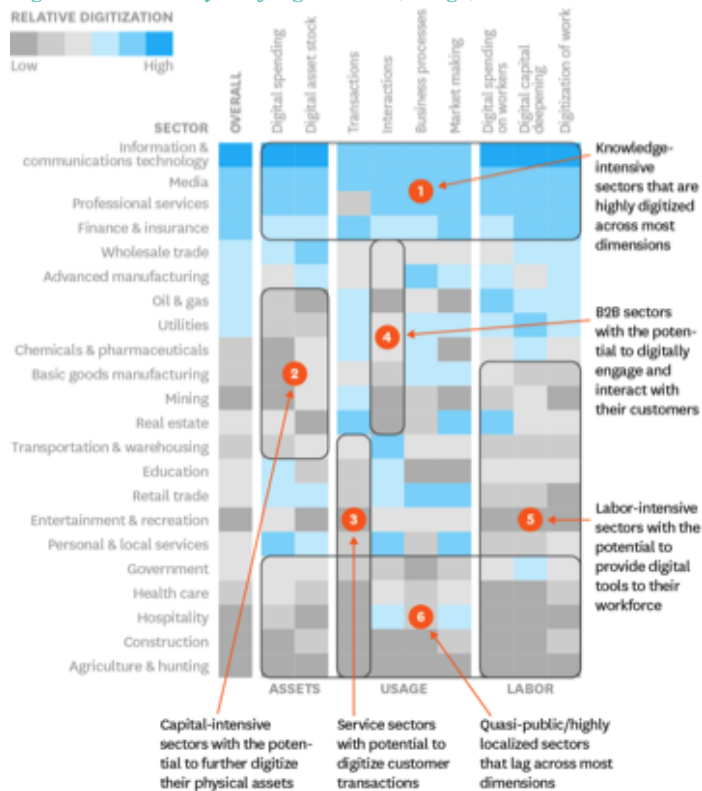 RELATIVE DIGITIZATION
Low High
OVERALL
Digital spending
Digital asset stock
Transactions
Interactions
Business processes
Market making
Digital spending
on workers
Digital capital
deepening
Digitization of work
SECTOR
Information &
communications technology
Media
Professional services
Finance & insurance
Wholesale trade
Advanced manufacturing
Oil & gas
Utilities
Chemicals & pharmaceuticals
Basic goods manufacturing
Mining
Real estate
Transportation & warehousing
Education
Retail trade
Entertainment & recreation
Personal & local services
Government
Health care
Hospitality
Construction
Agriculture & hunting
1
4
2
3
5
6
Knowledge-
intensive
sectors that are
highly digitized
across most
dimensions
B2B sectors
with the poten-
tial to digitally
engage and
interact with
their customers
Labor-intensive
sectors with the
potential to
provide digital
tools to their
workforce
ASSETS USAGE LABOR
Capital-intensive
sectors with the poten-
tial to further digitize
their physical assets
Service sectors
with potential to
digitize customer
transactions
Quasi-public/highly
localized sectors
that lag across most
dimensions